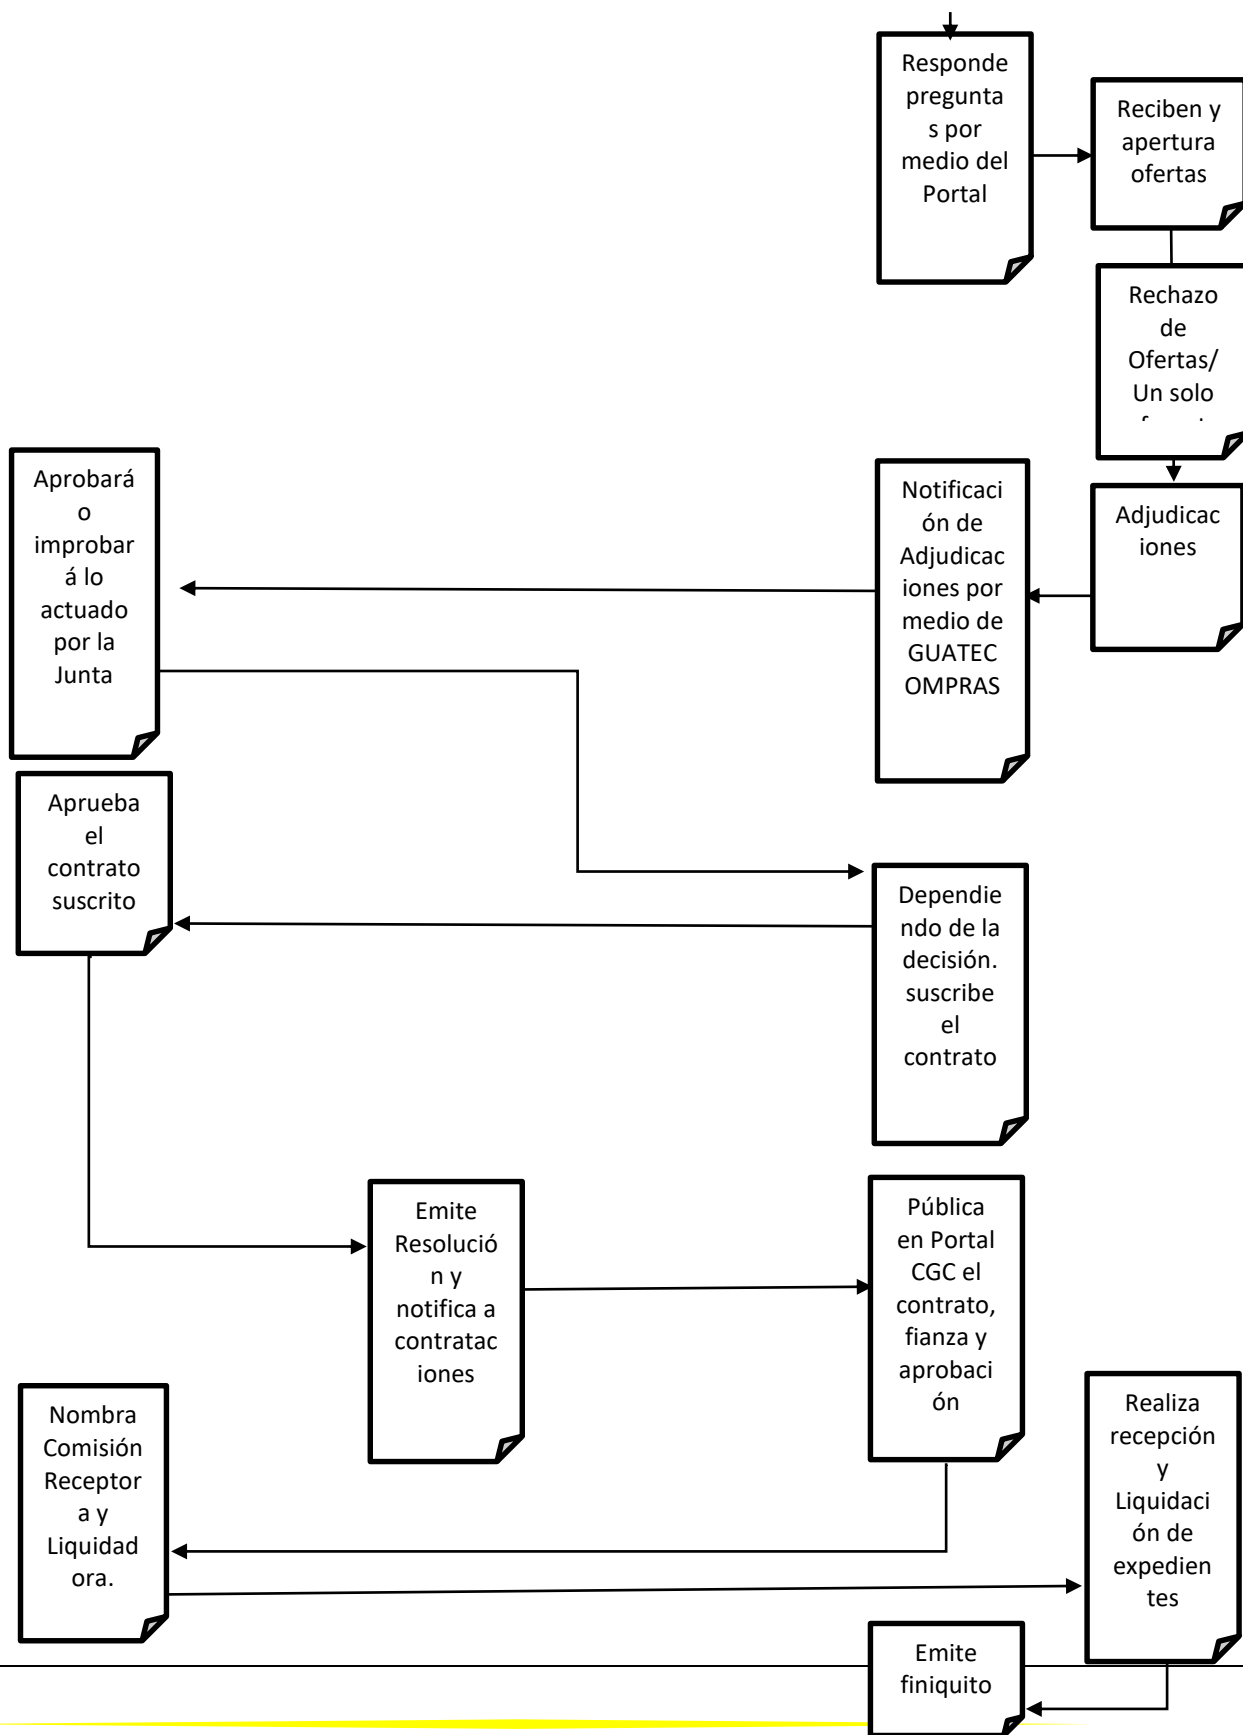 Responde
pregunta
s por
medio del
Portal
Reciben y
apertura
ofertas
Rechazo
de
Ofertas/
Un solo
Aprobará
o
improbar
á lo
actuado
por la
Junta
Notificaci
ón de
Adjudicac
iones por
medio de
GUATEC
OMPRAS
Adjudicac
iones
Aprueba
el
contrato
suscrito
Dependie
ndo de la
decisión.
suscribe
el
contrato
Emite
Resolució
n y
notifica a
contratac
iones
Pública
en Portal
CGC el
contrato,
fianza y
aprobaci
ón
Nombra
Comisión
Receptor
a y
Liquidad
ora.
Realiza
recepción
y
Liquidaci
ón de
expedien
tes
Emite
finiquito